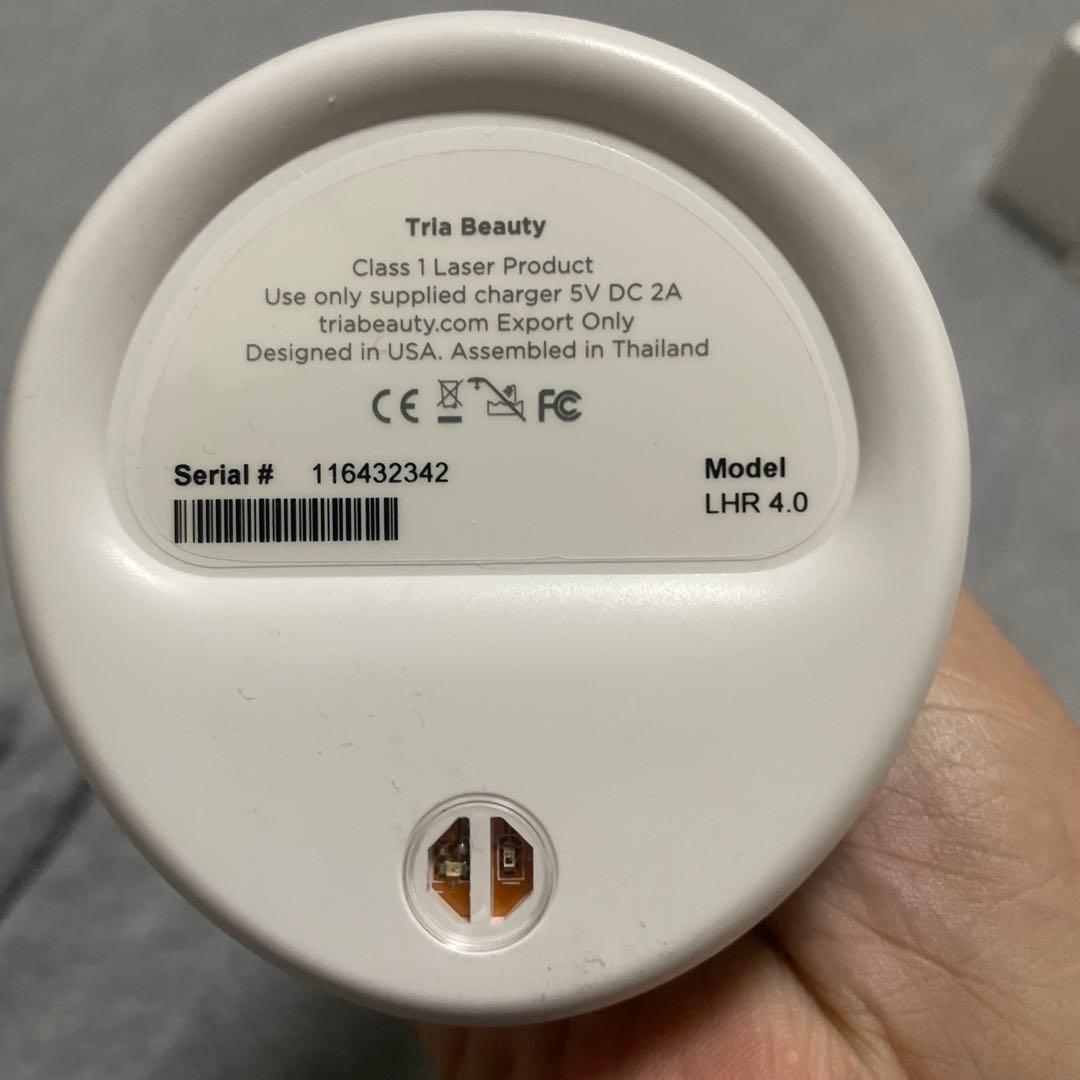 Tria Beauty
Class 1 Laser Product
Use only supplied charger 5V DC 2A
triabeauty.com Export Only
Designed in USA. Assembled in Thailand
CE FC
Serial # 116432342
Model
LHR 4.0